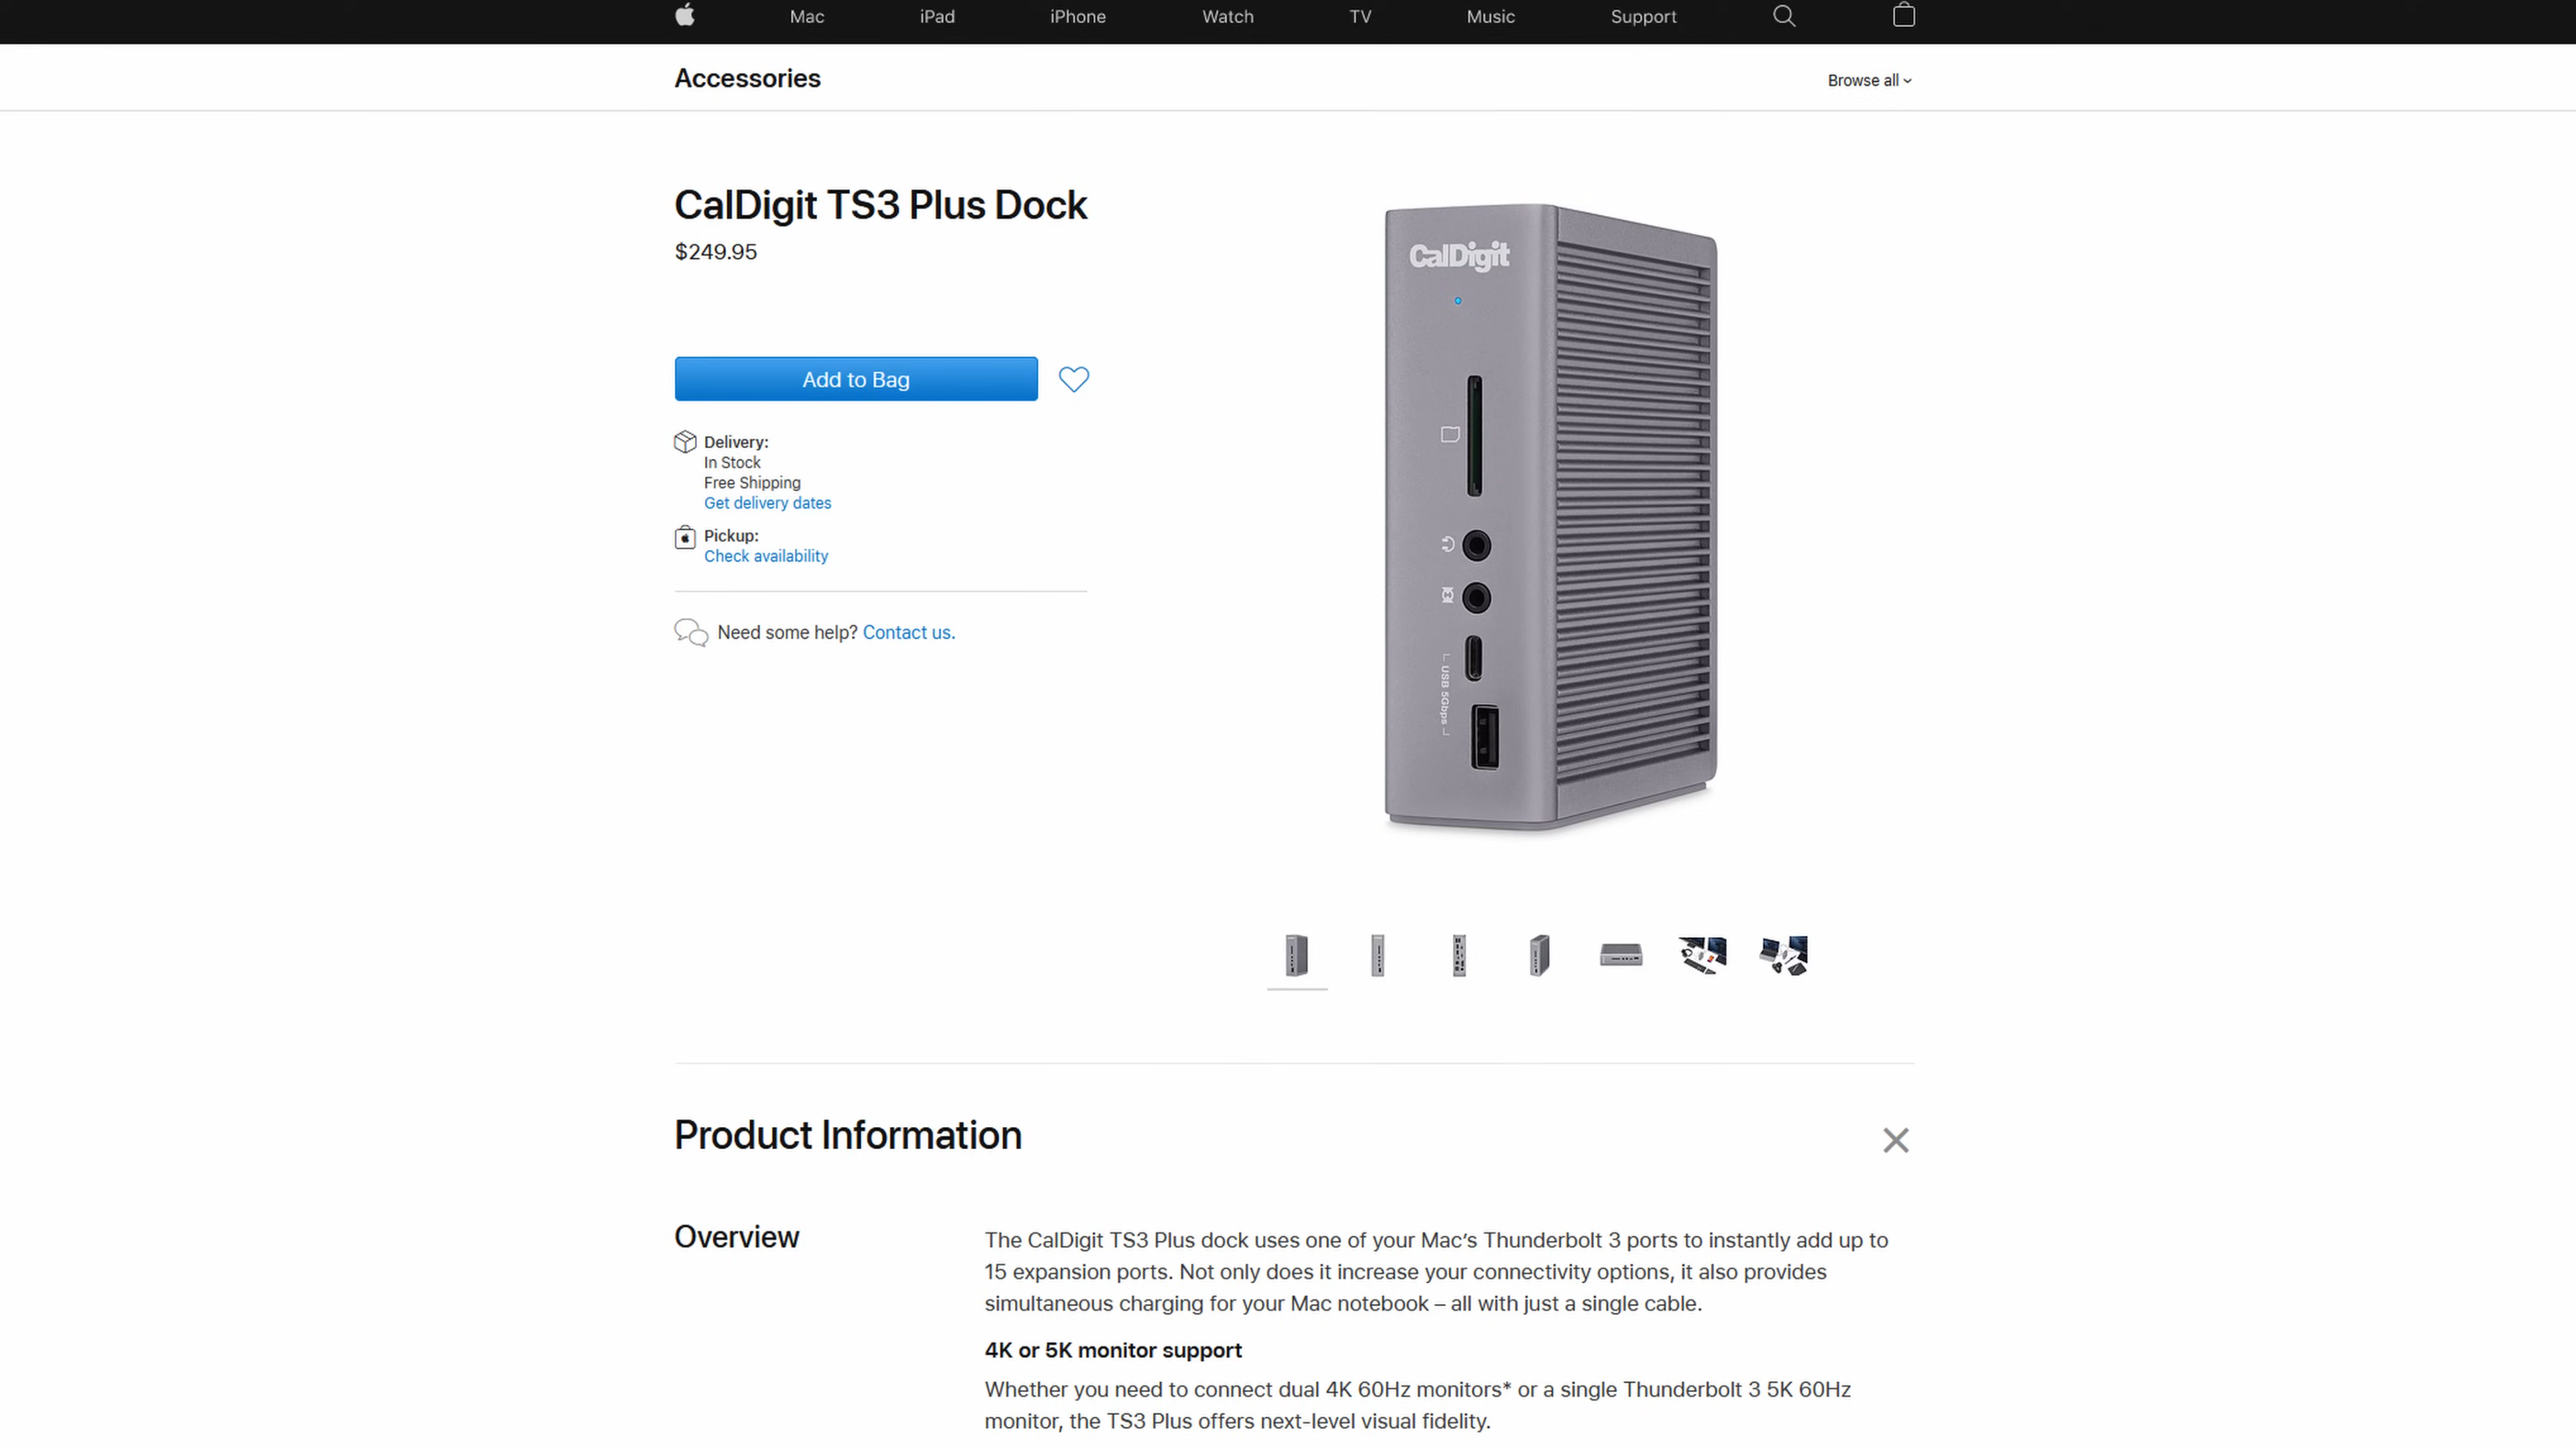 Mac iPad iPhone Watch TV Music Support
Accessories
Browse all
CalDigit TS3 Plus Dock
$249.95
Add to Bag
Delivery:
In Stock
Free Shipping
Get delivery dates
Pickup:
Check availability
Need some help? Contact us.
CalDigit
USB 5Gbps
Product Information
Overview
The CalDigit TS3 Plus dock uses one of your Mac's Thunderbolt 3 ports to instantly add up to
15 expansion ports. Not only does it increase your connectivity options, it also provides
simultaneous charging for your Mac notebook – all with just a single cable.
4K or 5K monitor support
Whether you need to connect dual 4K 60Hz monitors* or a single Thunderbolt 3 5K 60Hz
monitor, the TS3 Plus offers next-level visual fidelity.